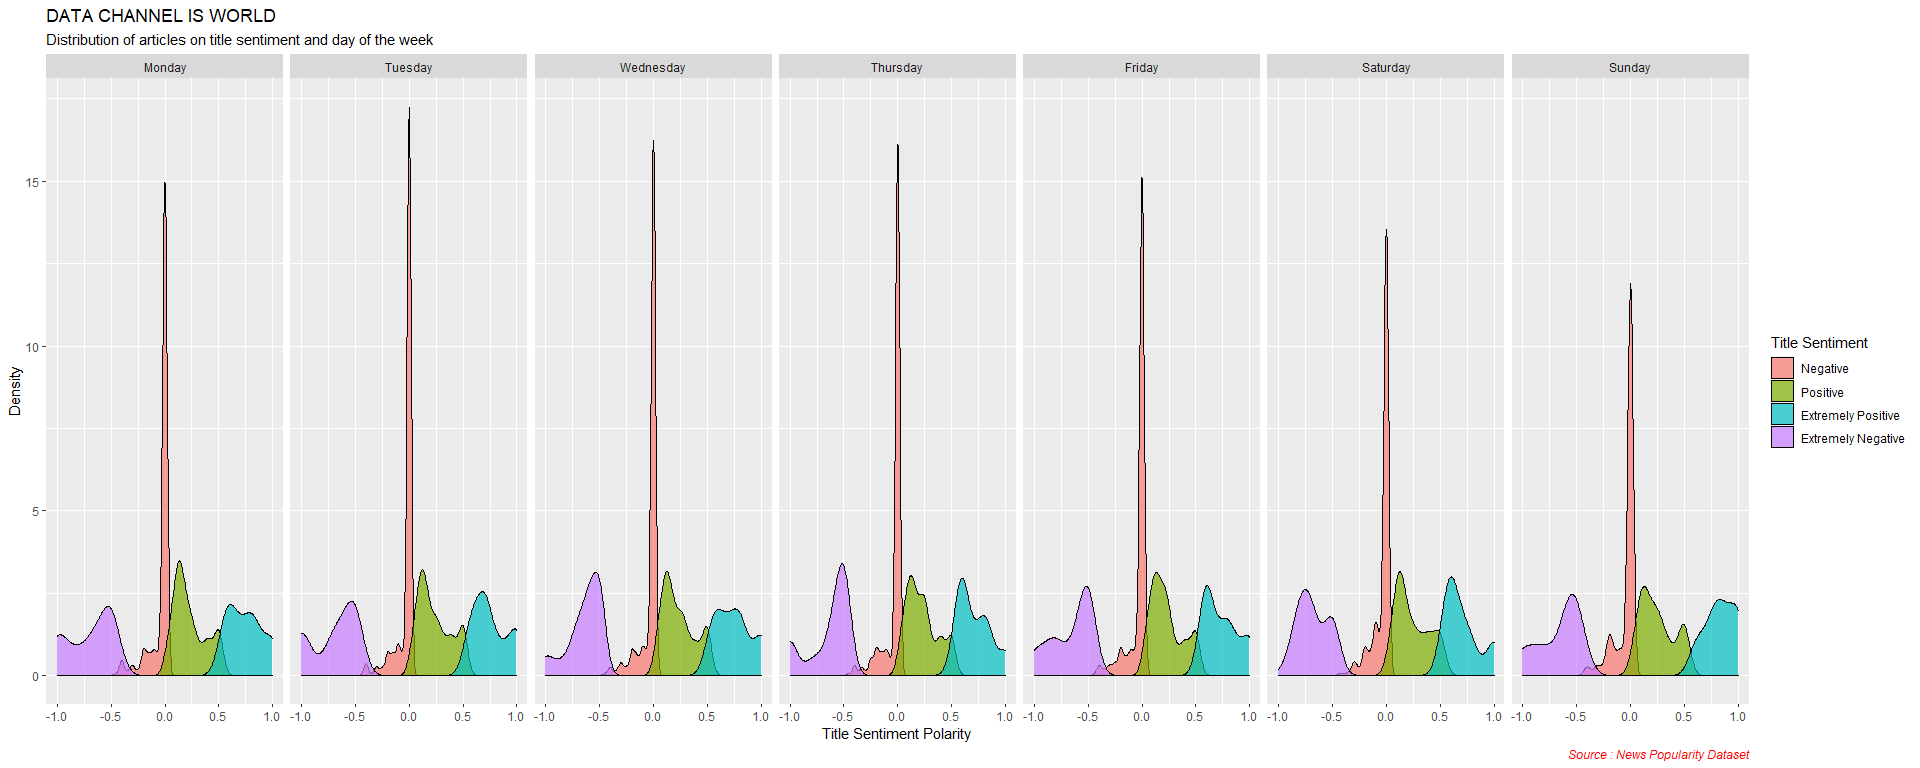 DATA CHANNEL IS WORLD
Distribution of articles on title sentiment and day of the week
Monday Tuesday Wednesday Thursday Friday Saturday Sunday
15
10
5
0
Density
-1.0 -0.5 0.0 0.5 1.0 -1.0 -0.5 0.0 0.5 1.0 -1.0 -0.5 0.0 0.5 1.0 -1.0 -0.5 0.0 0.5 1.0 -1.0 -0.5 0.0 0.5 1.0 -1.0 -0.5 0.0 0.5 1.0 -1.0 -0.5 0.0 0.5 1.0
Title Sentiment Polarity
Title Sentiment
Negative
Positive
Extremely Positive
Extremely Negative
Source : News Popularity Dataset